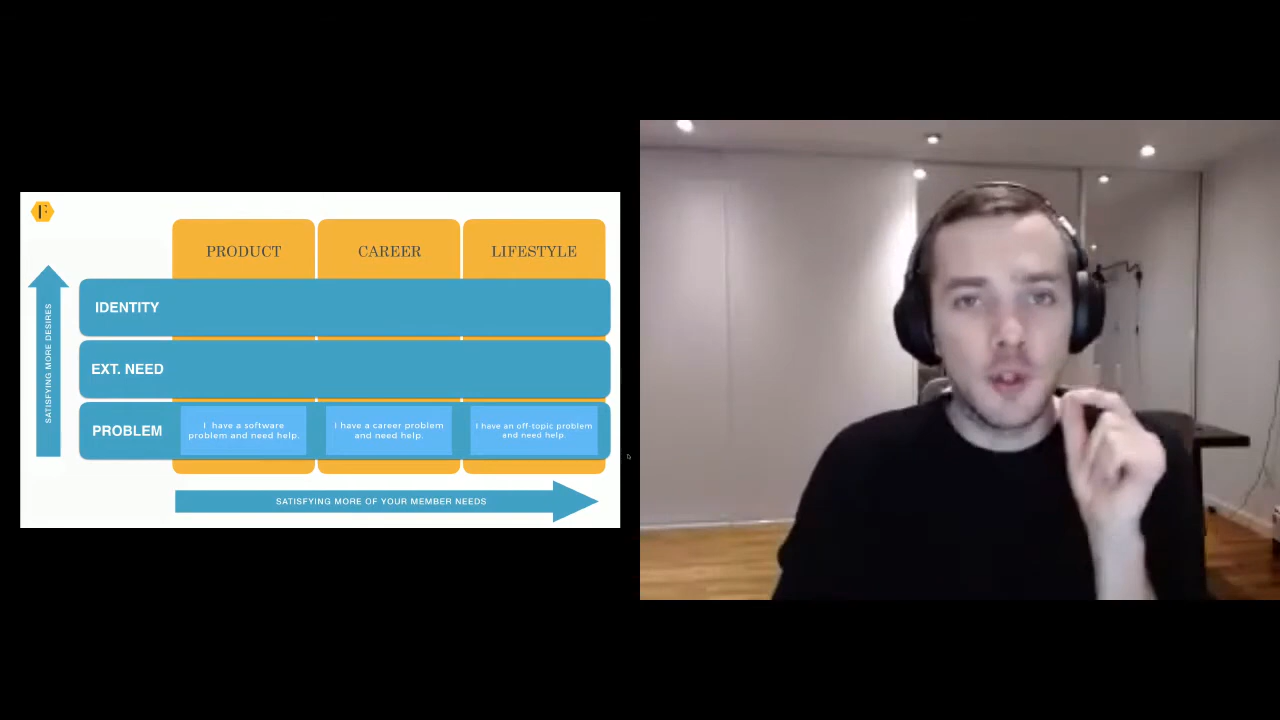 F
PRODUCT CAREER LIFESTYLE
IDENTITY
EXT. NEED
PROBLEM
I have a software
problem and need help.
I have a career problem
and need help.
I have an off-topic problem
and need help.
SATISFYING MORE DESIRES
SATISFYING MORE OF YOUR MEMBER NEEDS